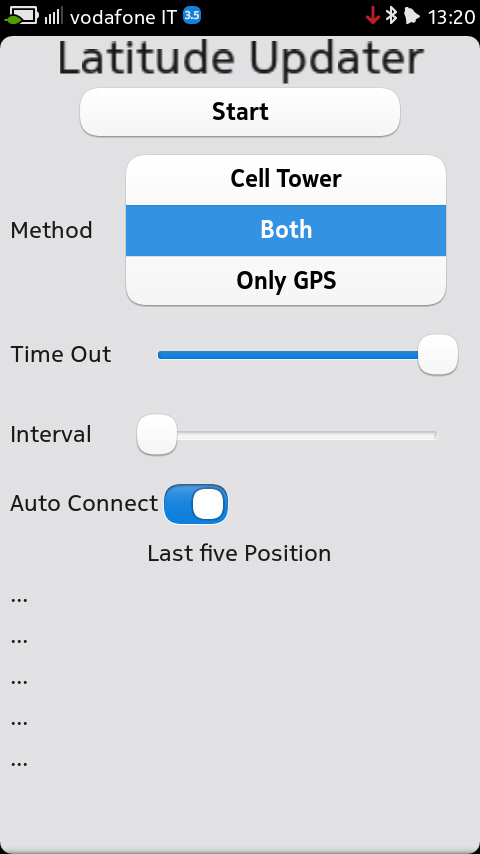 vodafone IT 3.5 13:20
Latitude Updater
Start
Cell Tower
Method Both
Only GPS
Time Out
Interval
Auto Connect
Last five Position
...
...
...
...
...